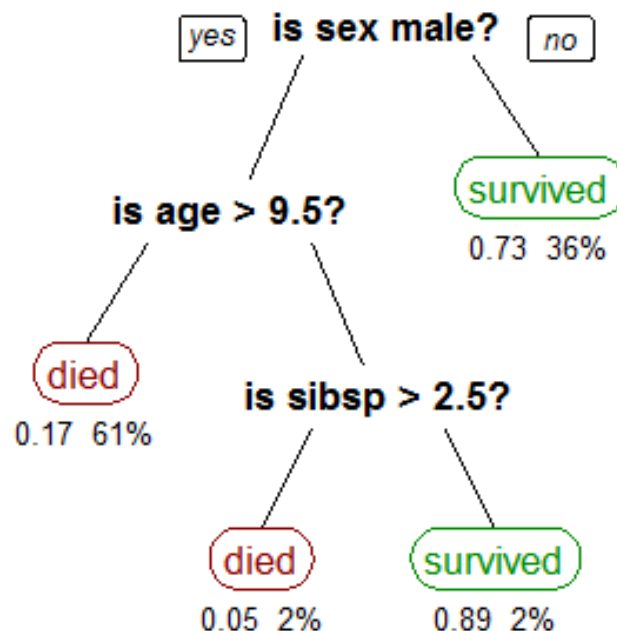 yes is sex male? no
survived
is age > 9.5?
0.73 36%
died
is sibsp > 2.5?
0.17 61%
died survived
0.05 2% 0.89 2%